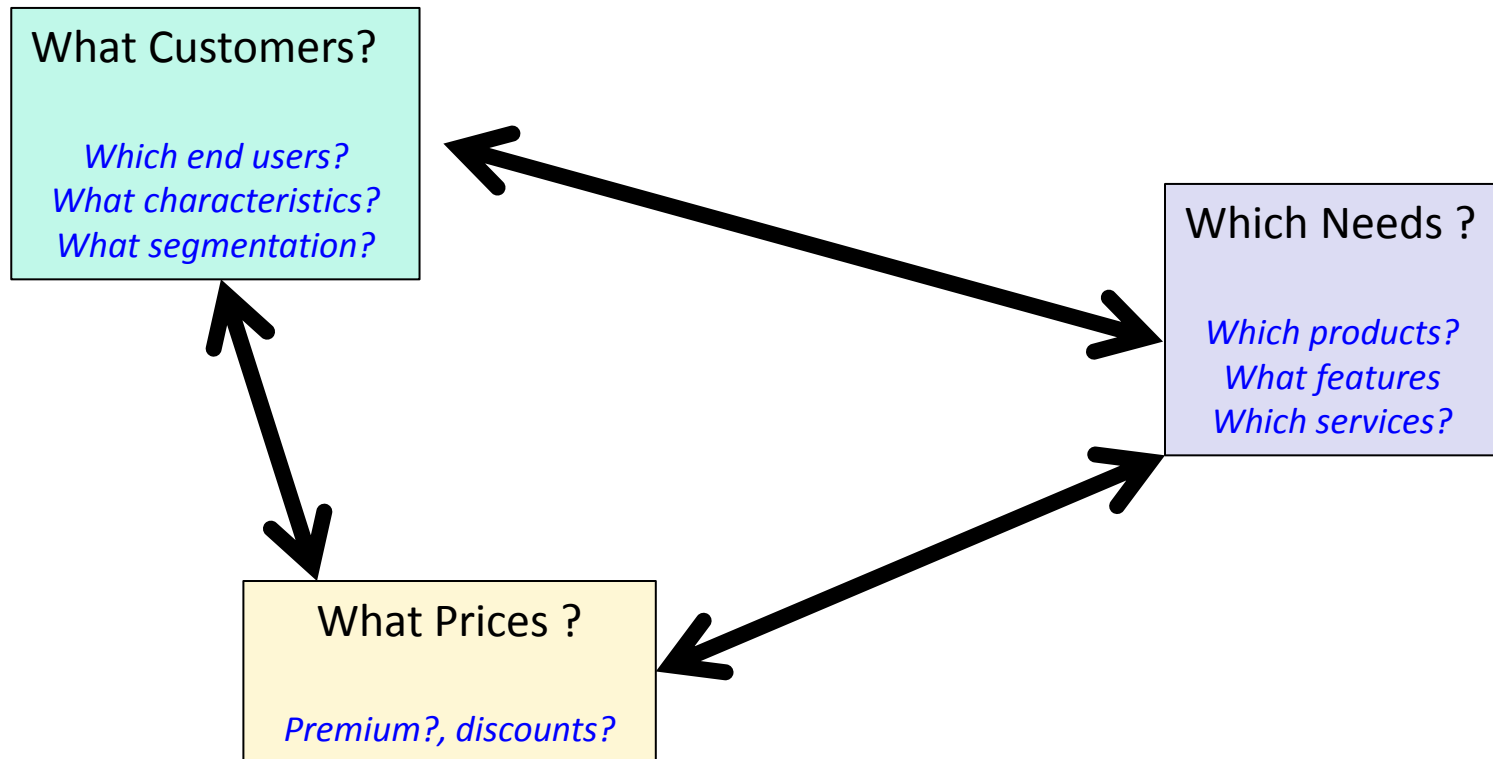 What Customers?
Which end users?
What characteristics?
What segmentation?
Which Needs ?
Which products?
What features
Which services?
What Prices ?
Premium?, discounts?